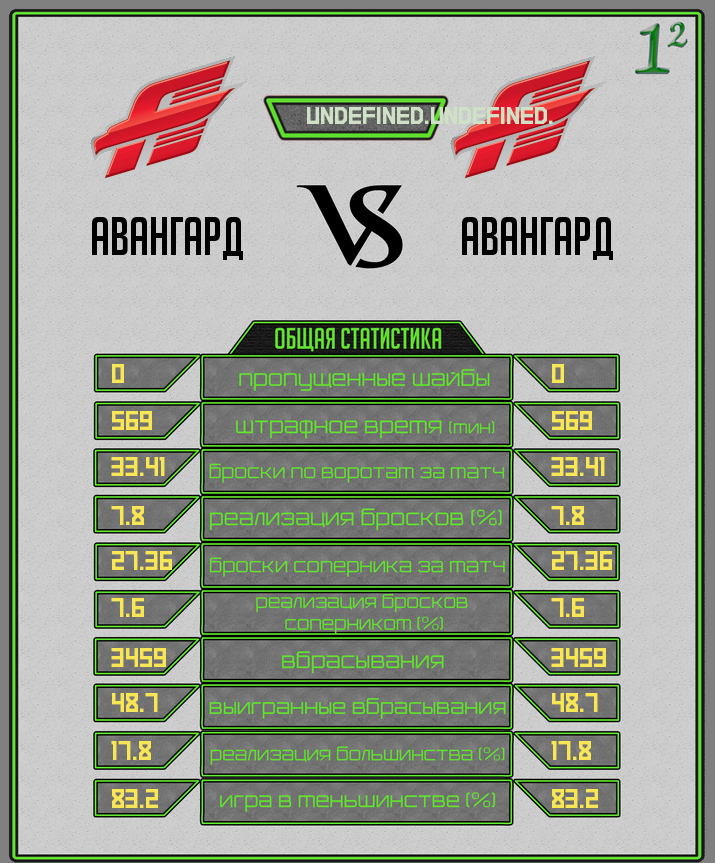 1²
UNDEFINED.UNDEFINED.
VS
АВАНГАРД АВАНГАРД
ОБЩАЯ СТАТИСТИКА
0 пропущенные шайбы 0
569 штрафное время (мин) 569
33.41 броски по воротам за матч 33.41
7.8 реализация бросков (%) 7.8
27.36 броски соперника за матч 27.36
реализация бросков
7.6 соперником (%) 7.6
3459 вбрасывания 3459
48.7 выигранные вбрасывания 48.7
17.8 реализация большинства (%) 17.8
83.2 игра в меньшинстве (%) 83.2